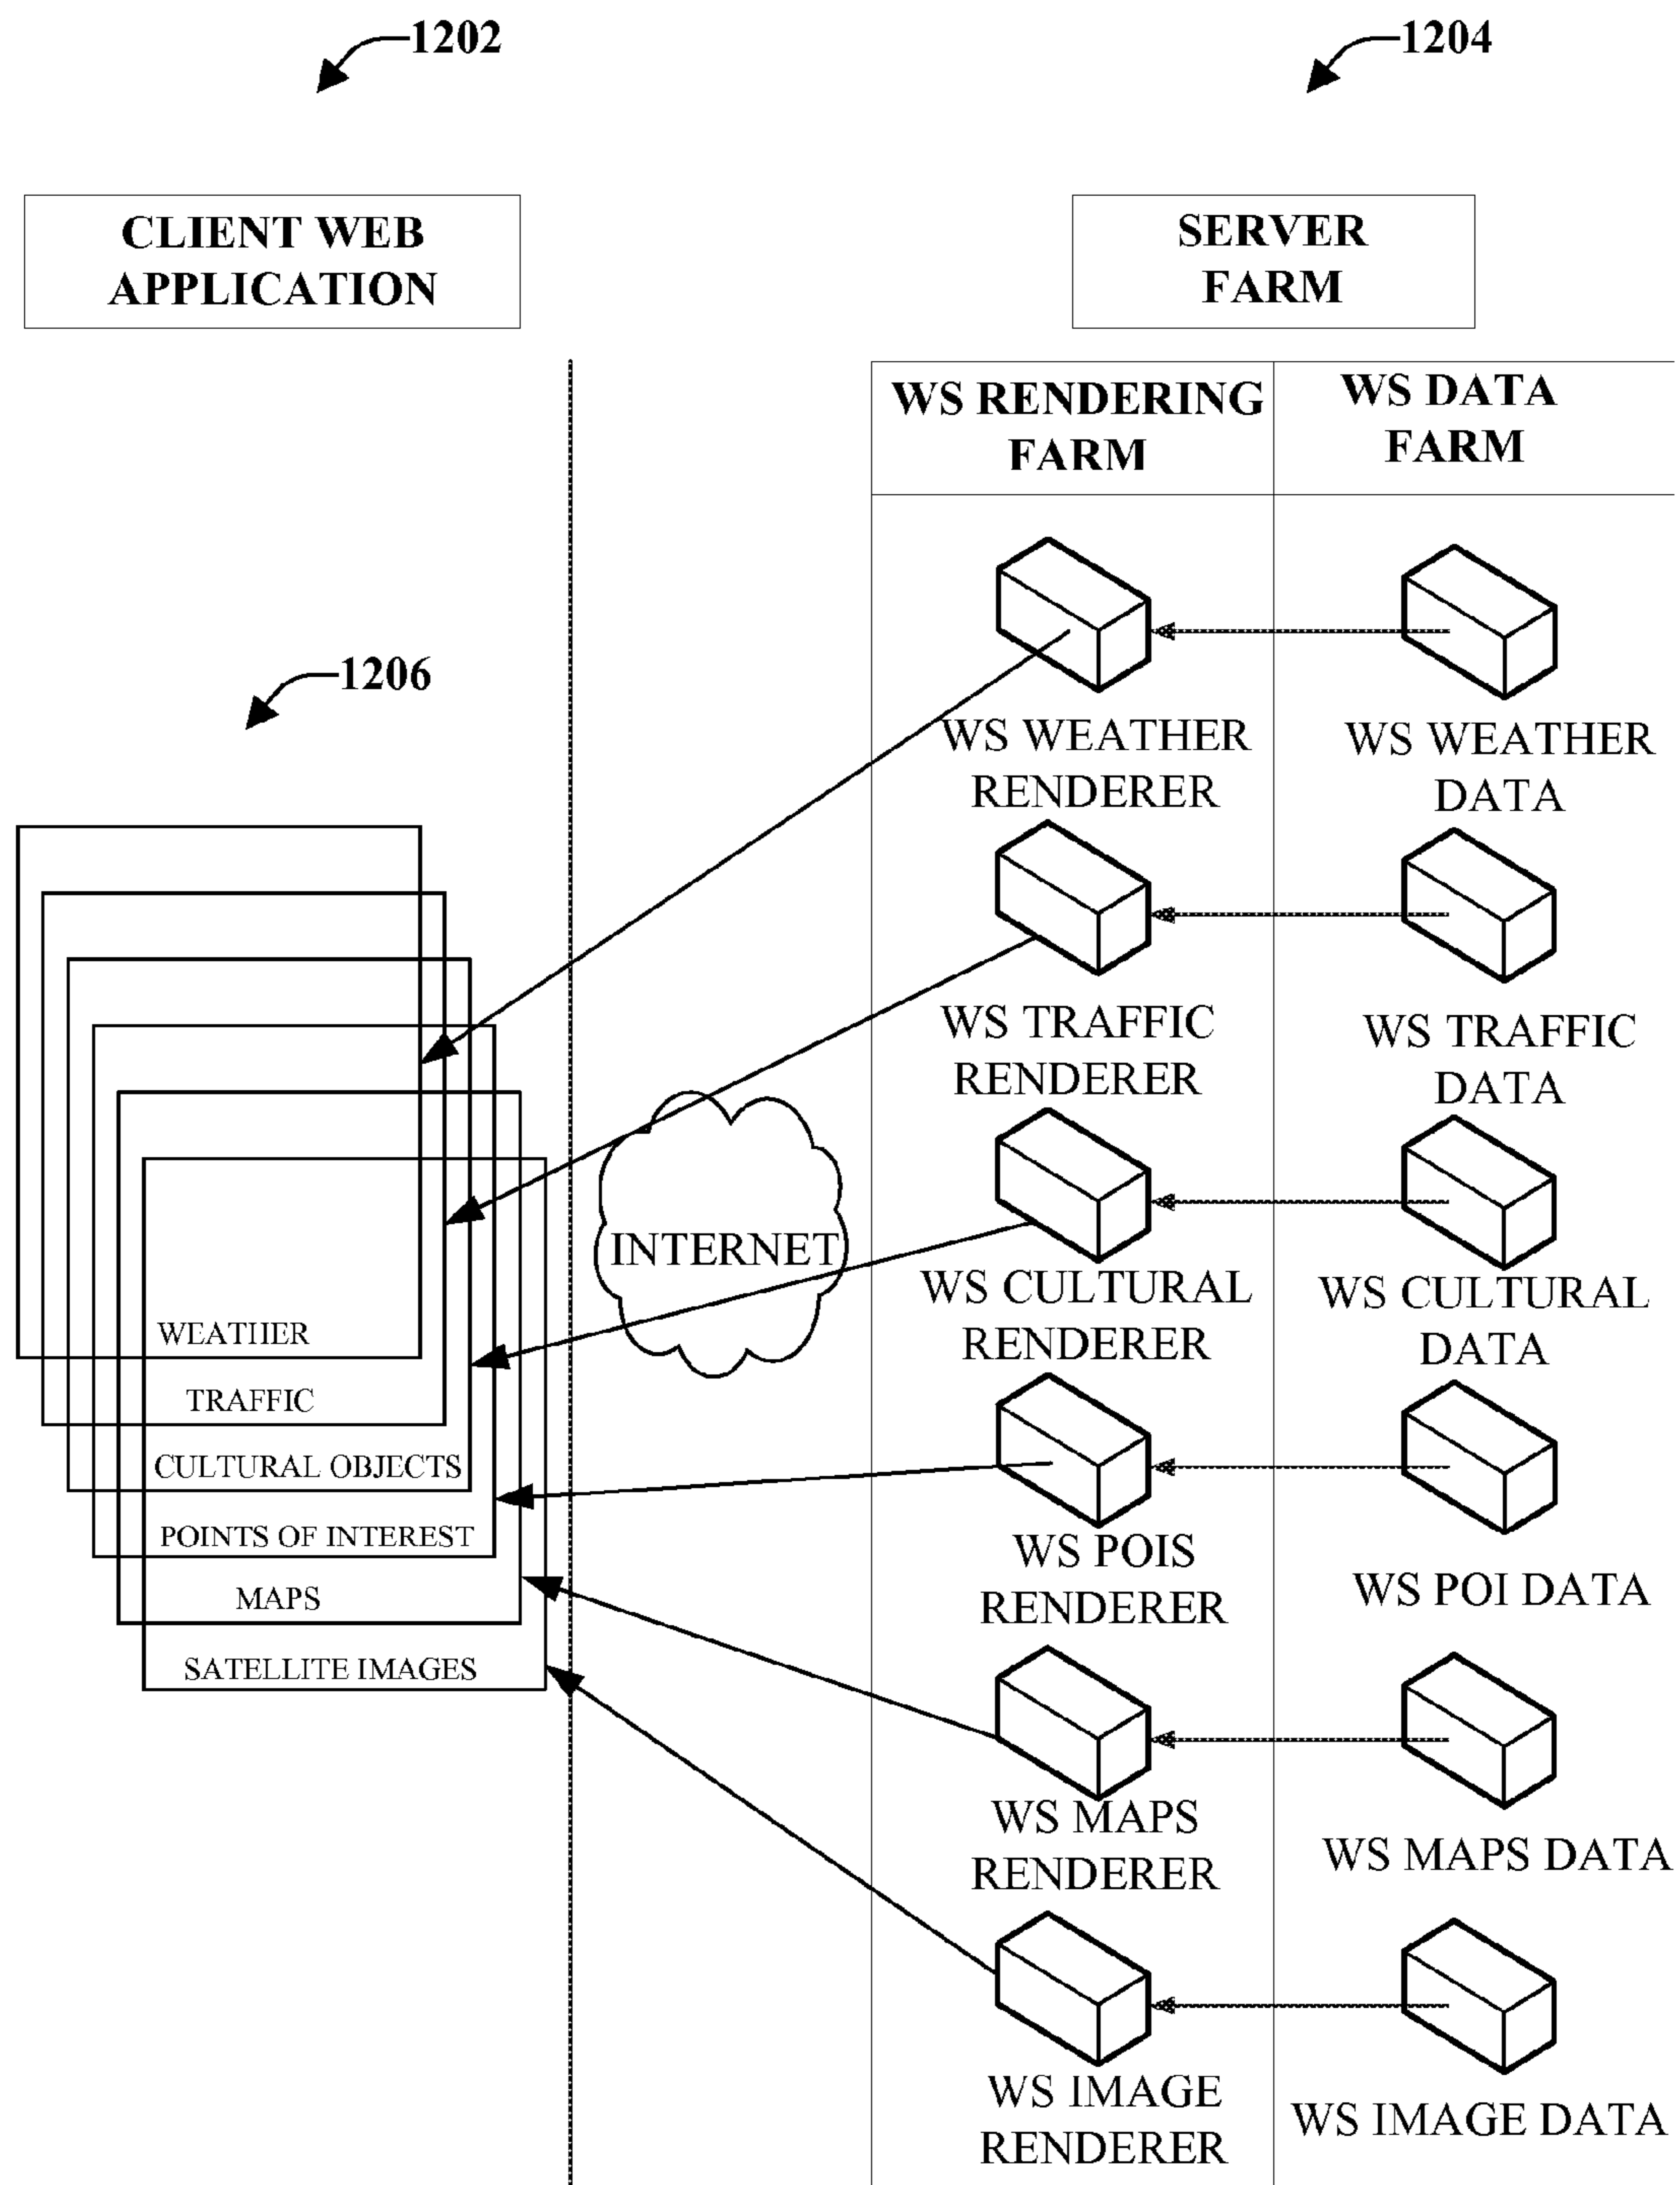 1202
1204
CLIENT WEB
APPLICATION
SERVER
FARM
WS RENDERING
FARM
WS DATA
FARM
1206
WS WEATHER
RENDERER
WS WEATHER
DATA
WS TRAFFIC
RENDERER
WS TRAFFIC
DATA
INTERNET
WS CULTURAL
RENDERER
WS CULTURAL
DATA
WEATHER
TRAFFIC
CULTURAL OBJECTS
POINTS OF INTEREST
MAPS
SATELLITE IMAGES
WS POIS
RENDERER
WS POI DATA
WS MAPS
RENDERER
WS MAPS DATA
WS IMAGE
RENDERER
WS IMAGE DATA